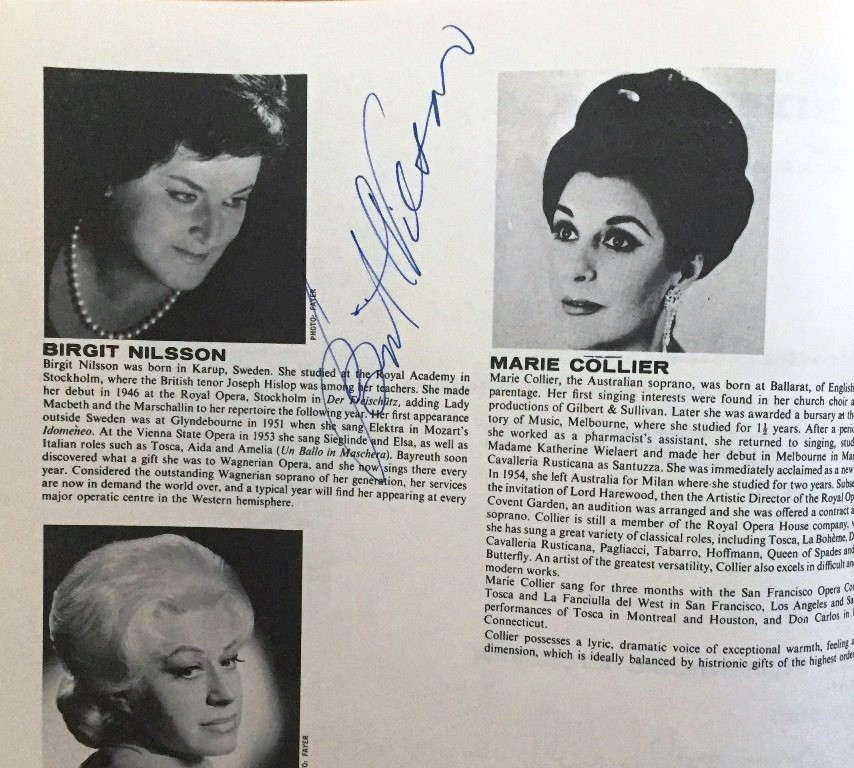 PHOTO: FAYER
Birgit Nilsson
BIRGIT NILSSON
Birgit Nilsson was born in Karup, Sweden. She studied at the Royal Academy in
Stockholm, where the British tenor Joseph Hislop was among her teachers. She made
her debut in 1946 at the Royal Opera, Stockholm in Der Freischütz, adding Lady
Macbeth and the Marschallin to her repertoire the following year. Her first appearance
outside Sweden was at Glyndebourne in 1951 when she sang Elektra in Mozart's
Idomeneo. At the Vienna State Opera in 1953 she sang Sieglinde and Elsa, as well as
Italian roles such as Tosca, Aida and Amelia (Un Ballo in Maschera). Bayreuth soon
discovered what a gift she was to Wagnerian Opera, and she now sings there every
year. Considered the outstanding Wagnerian soprano of her generation, her services
are now in demand the world over, and a typical year will find her appearing at every
major operatic centre in the Western hemisphere.
O: FAYER
MARIE COLLIER
Marie Collier, the Australian soprano, was born at Ballarat, of English
parentage. Her first singing interests were found in her church choir a
productions of Gilbert & Sullivan. Later she was awarded a bursary at th
tory of Music, Melbourne, where she studied for 1½ years. After a peri
she worked as a pharmacist's assistant, she returned to singing, stud
Madame Katherine Wielaert and made her debut in Melbourne in Ma
Cavalleria Rusticana as Santuzza. She was immediately acclaimed as a new
In 1954, she left Australia for Milan where she studied for two years. Subse
the invitation of Lord Harewood, then the Artistic Director of the Royal Op
Covent Garden, an audition was arranged and she was offered a contract a
soprano. Collier is still a member of the Royal Opera House company,
she has sung a great variety of classical roles, including Tosca, La Bohème, D
Cavalleria Rusticana, Pagliacci, Tabarro, Hoffmann, Queen of Spades and
Butterfly. An artist of the greatest versatility, Collier also excels in difficult an
modern works.
Marie Collier sang for three months with the San Francisco Opera Co
Tosca and La Fanciulla del West in San Francisco, Los Angeles and Sa
performances of Tosca in Montreal and Houston, and Don Carlos in
Connecticut.
Collier possesses a lyric, dramatic voice of exceptional warmth, feeling a
dimension, which is ideally balanced by histrionic gifts of the highest order